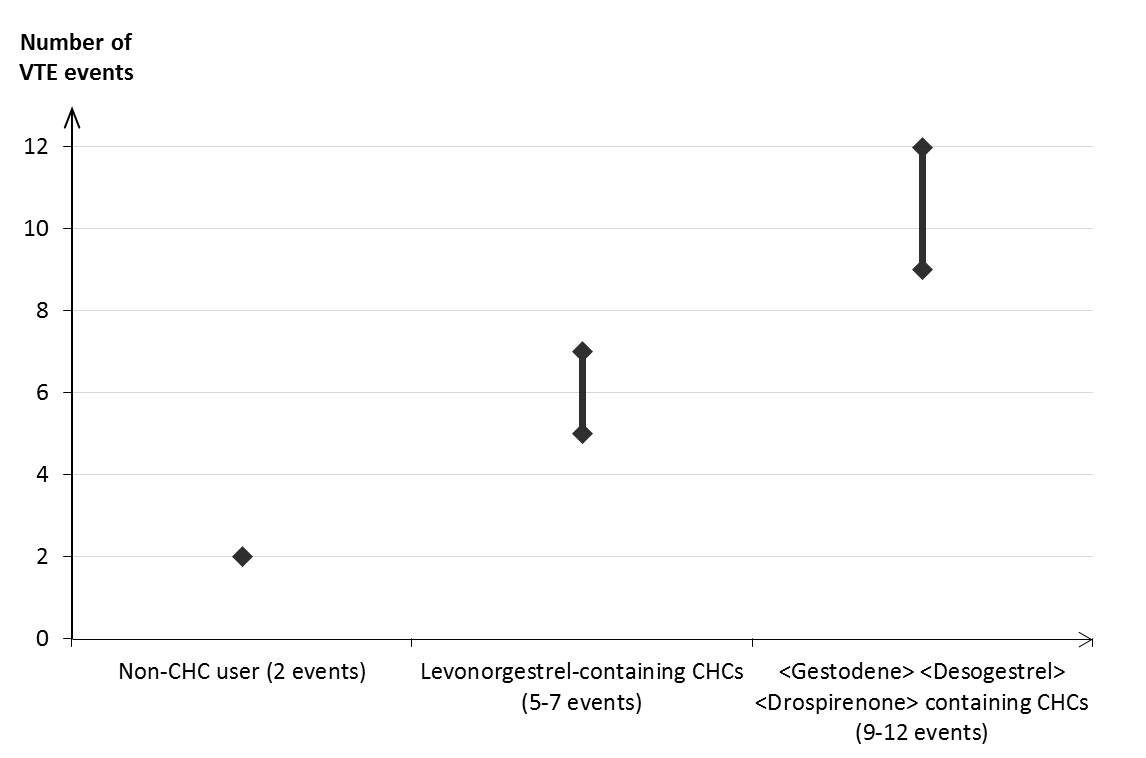 Number of
VTE events
12
10
8
6
4
2
0
Non-CHC user (2 events)
Levonorgestrel-containing CHCs
(5-7 events)
<Gestodene> <Desogestrel>
<Drospirenone> containing CHCs
(9-12 events)